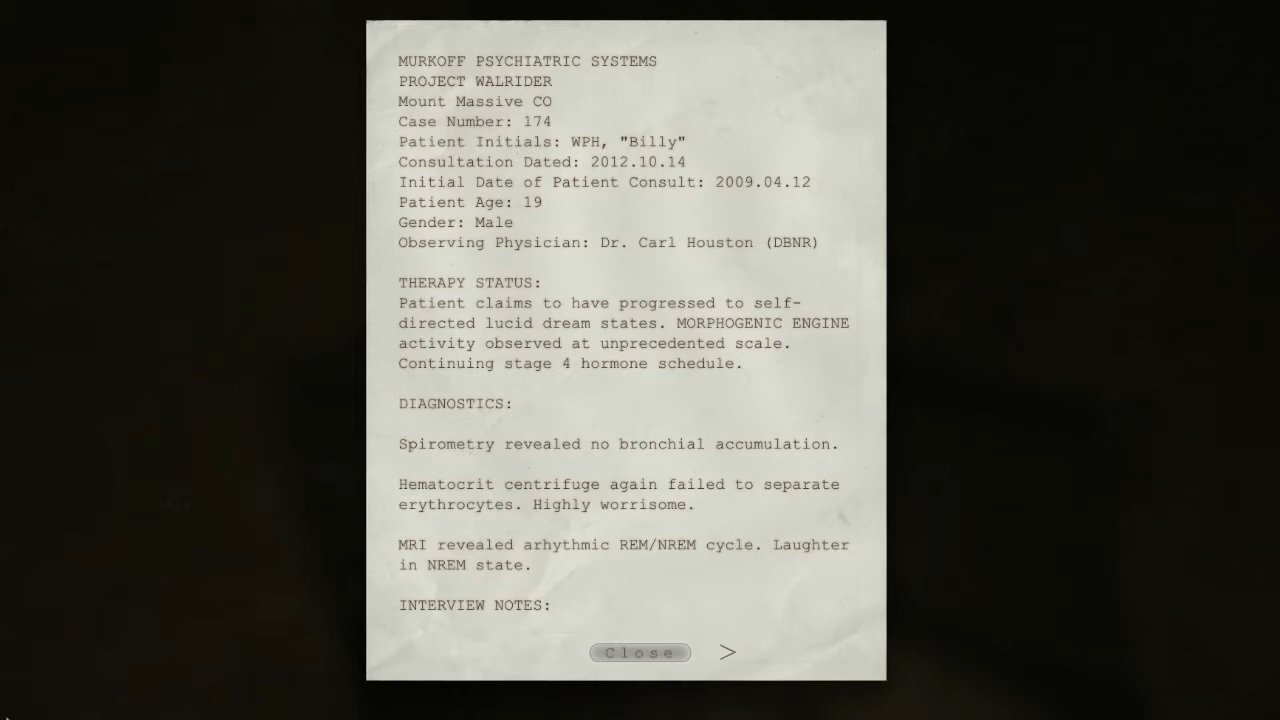 MURKOFF PSYCHIATRIC SYSTEMS
PROJECT WALRIDER
Mount Massive CO
Case Number: 174
Patient Initials: WPH, "Billy"
Consultation Dated: 2012.10.14
Initial Date of Patient Consult: 2009.04.12
Patient Age: 19
Gender: Male
Observing Physician: Dr. Carl Houston (DBNR)
THERAPY STATUS:
Patient claims to have progressed to self-
directed lucid dream states. MORPHOGENIC ENGINE
activity observed at unprecedented scale.
Continuing stage 4 hormone schedule.
DIAGNOSTICS:
Spirometry revealed no bronchial accumulation.
Hematocrit centrifuge again failed to separate
erythrocytes. Highly worrisome.
MRI revealed arhythmic REM/NREM cycle. Laughter
in NREM state.
INTERVIEW NOTES:
Close >